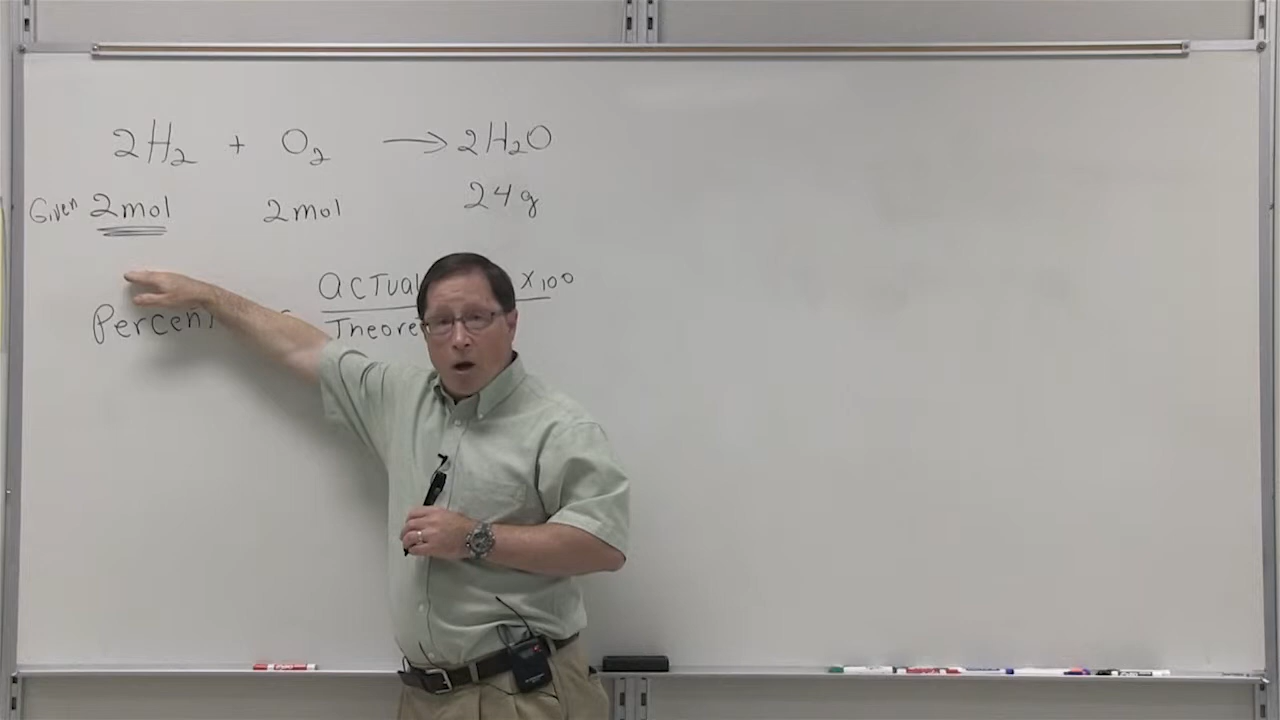 2H₂ + O₂ → 2H₂O
Given 2mol 2mol 24g
Actual x100
Percent Theore